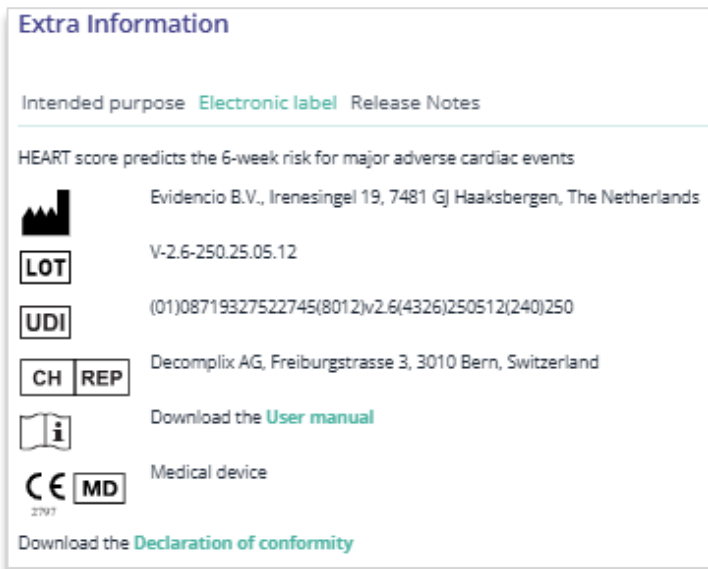 Extra Information
Intended purpose Electronic label Release Notes
HEART score predicts the 6-week risk for major adverse cardiac events
Evidencio B.V., Irenesingel 19, 7481 GJ Haaksbergen, The Netherlands
LOT V-2.6-250.25.05.12
UDI (01)08719327522745(8012)v2.6(4326)250512(240)250
CH REP Decomplix AG, Freiburgstrasse 3, 3010 Bern, Switzerland
i Download the User manual
CE MD Medical device
2797
Download the Declaration of conformity